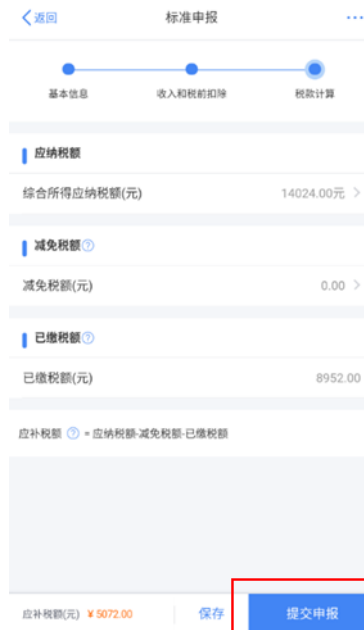 返回 标准申报 ...
基本信息 收入和税前扣除 税款计算
应纳税额
综合所得应纳税额(元) 14024.00元
减免税额?
减免税额(元) 0.00
已缴税额?
已缴税额(元) 8952.00
应补税额 ? = 应纳税额-减免税额-已缴税额
应补税额(元) ¥5072.00 保存 提交申报